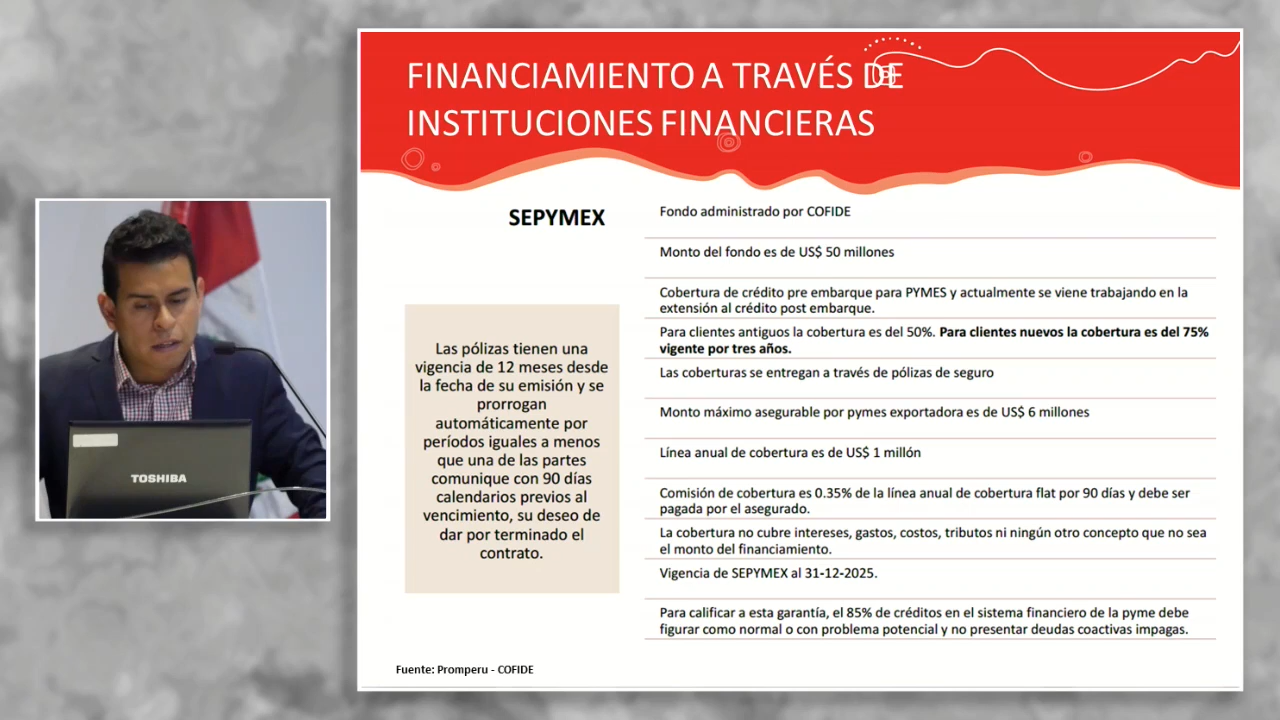 FINANCIAMIENTO A TRAVÉS DE
INSTITUCIONES FINANCIERAS
SEPYMEX
Las pólizas tienen una
vigencia de 12 meses desde
la fecha de su emisión y se
prorrogan
automáticamente por
períodos iguales a menos
que una de las partes
comunique con 90 días
calendarios previos al
vencimiento, su deseo de
dar por terminado el
contrato.
Fondo administrado por COFIDE
Monto del fondo es de US$ 50 millones
Cobertura de crédito pre embarque para PYMES y actualmente se viene trabajando en la
extensión al crédito post embarque.
Para clientes antiguos la cobertura es del 50%. Para clientes nuevos la cobertura es del 75%
vigente por tres años.
Las coberturas se entregan a través de pólizas de seguro
Monto máximo asegurable por pymes exportadora es de US$ 6 millones
Línea anual de cobertura es de US$ 1 millón
Comisión de cobertura es 0.35% de la línea anual de cobertura flat por 90 días y debe ser
pagada por el asegurado.
La cobertura no cubre intereses, gastos, costos, tributos ni ningún otro concepto que no sea
el monto del financiamiento.
Vigencia de SEPYMEX al 31-12-2025.
Para calificar a esta garantía, el 85% de créditos en el sistema financiero de la pyme debe
figurar como normal o con problema potencial y no presentar deudas coactivas impagas.
Fuente: Promperu - COFIDE
TOSHIBA